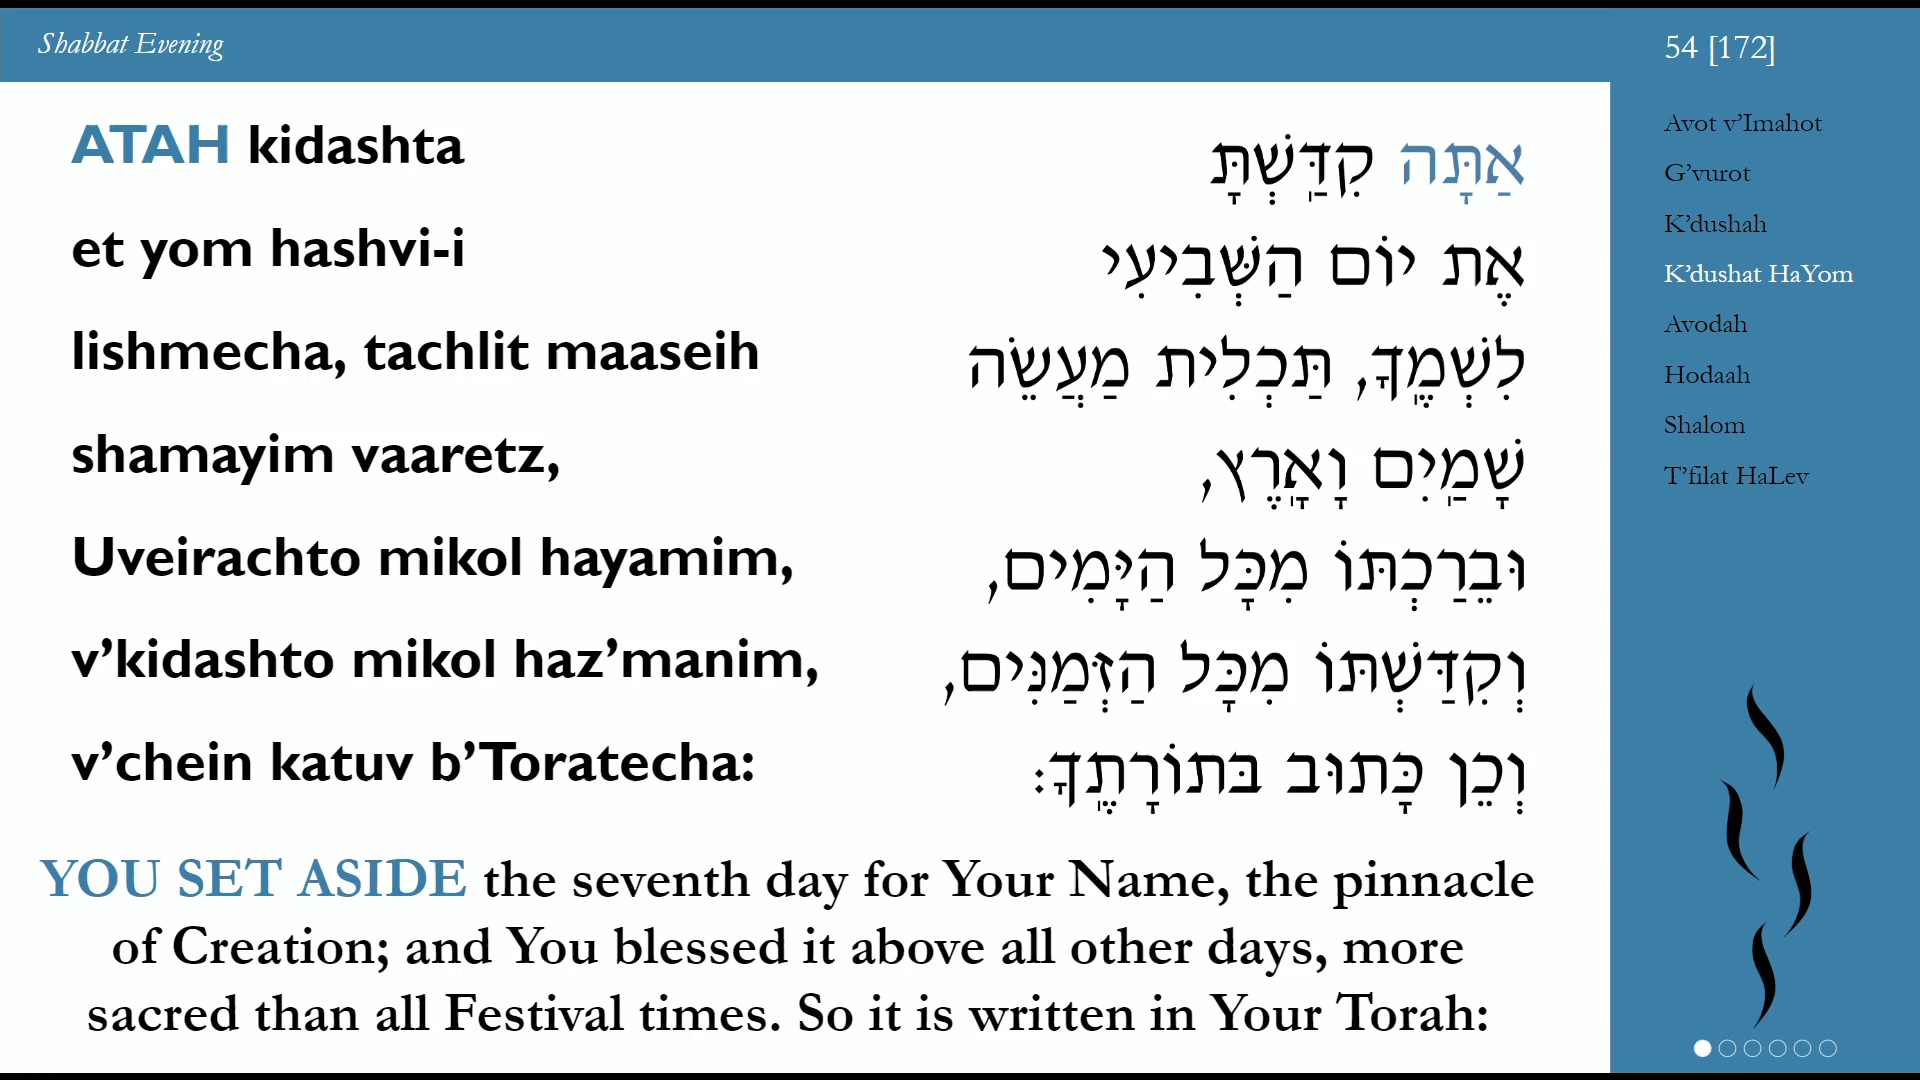 Shabbat Evening
54 [172]
ATAH kidashta
et yom hashvi-i
lishmecha, tachlit maaseih
shamayim vaaretz,
Uveirachto mikol hayamim,
v’kidashto mikol haz’manim,
v’chein katuv b’Toratecha:
אַתָּה קִדַּֽשְׁתָּ
אֶת יוֹם הַשְּׁבִיעִי
לִשְׁמֶֽךָ, תַּכְלִית מַעֲשֵׂה
שָׁמַֽיִם וָאָֽרֶץ,
וּבֵרַכְתּוֹ מִכָּל הַיָּמִים,
וְקִדַּשְׁתּוֹ מִכָּל הַזְּמַנִּים,
וְכֵן כָּתוּב בּתוֹרָתֶֽךָ:
YOU SET ASIDE the seventh day for Your Name, the pinnacle
of Creation; and You blessed it above all other days, more
sacred than all Festival times. So it is written in Your Torah:
Avot v’Imahot
G’vurot
K’dushah
K’dushat HaYom
Avodah
Hodaah
Shalom
T’filat HaLev